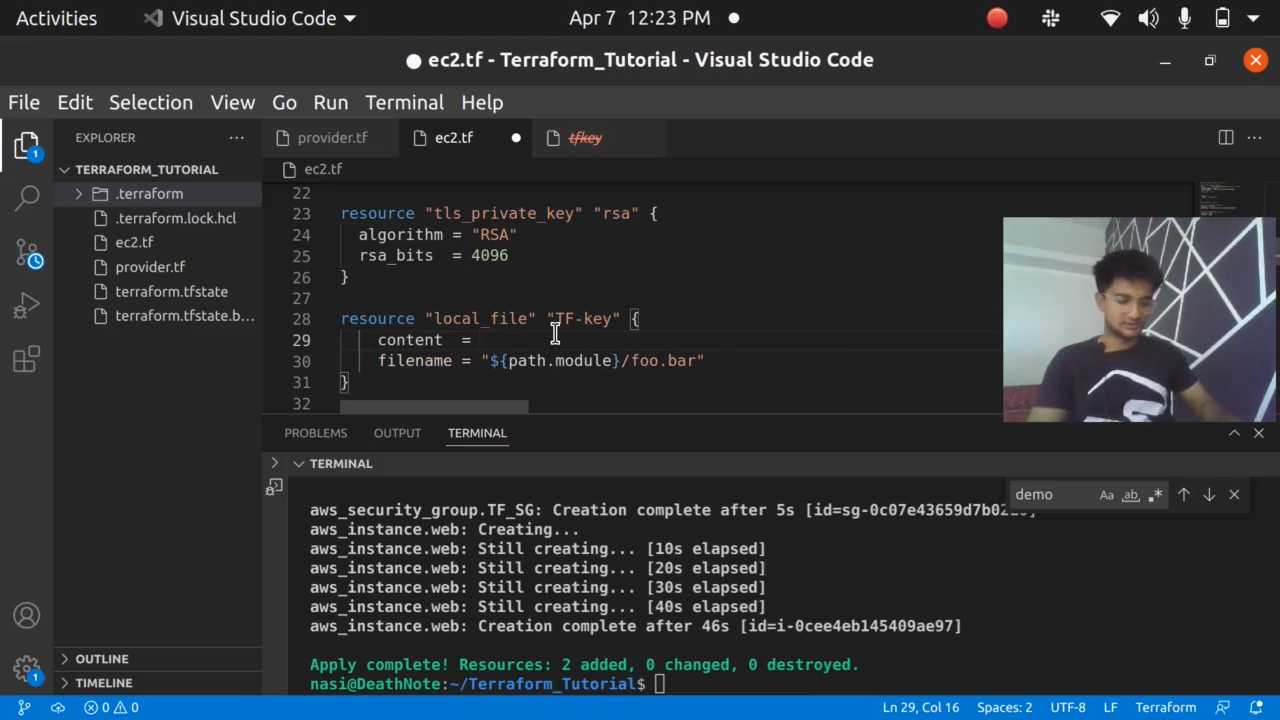 Activities
Visual Studio Code
Apr 7 12:23 PM
ec2.tf - Terraform_Tutorial - Visual Studio Code
File Edit Selection View Go Run Terminal Help
EXPLORER
provider.tf
ec2.tf
tfkey
TERRAFORM_TUTORIAL
ec2.tf
.terraform
.terraform.lock.hcl
ec2.tf
provider.tf
terraform.tfstate
terraform.tfstate.b...
1
22
23 resource "tls_private_key" "rsa" {
24 algorithm = "RSA"
25 rsa_bits = 4096
26 }
27
28 resource "local_file" "TF-key" {
29 content =
30 filename = "${path.module}/foo.bar"
31 }
32
PROBLEMS OUTPUT TERMINAL
TERMINAL
demo
Aa ab
aws_security_group.TF_SG: Creation complete after 5s
aws_instance.web: Creating...
aws_instance.web: Still creating... [10s elapsed]
aws_instance.web: Still creating... [20s elapsed]
aws_instance.web: Still creating... [30s elapsed]
aws_instance.web: Still creating... [40s elapsed]
aws_instance.web: Creation complete after 46s [id=i-0cee4eb145409ae97]
Apply complete! Resources: 2 added, 0 changed, 0 destroyed.
nasi@DeathNote:~/Terraform_Tutorial$
OUTLINE
TIMELINE
1
0 0
Ln 29, Col 16
Spaces: 2
UTF-8
LF
Terraform